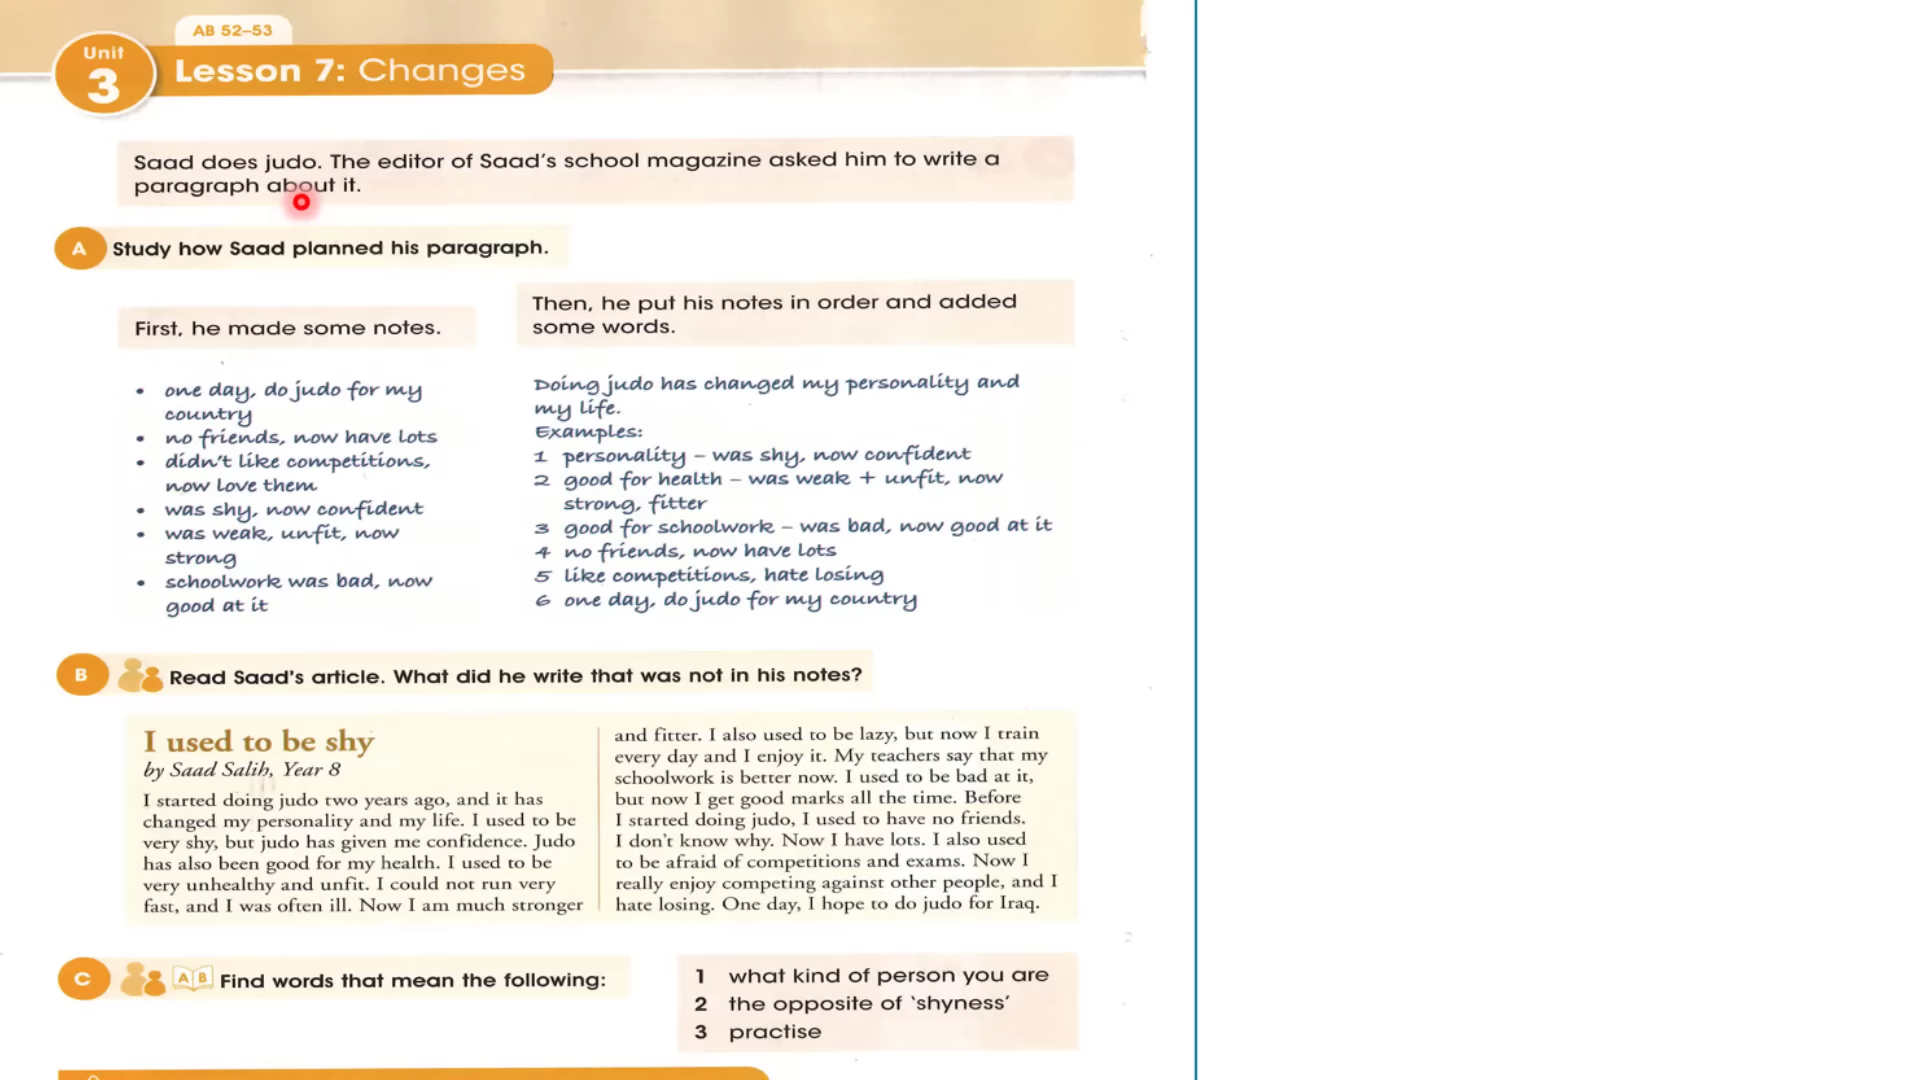 AB 52–53
Unit
3
Lesson 7: Changes
Saad does judo. The editor of Saad's school magazine asked him to write a
paragraph about it.
A
Study how Saad planned his paragraph.
First, he made some notes.
• one day, do judo for my
country
• no friends, now have lots
• didn't like competitions,
now love them
• was shy, now confident
• was weak, unfit, now
strong
• schoolwork was bad, now
good at it
Then, he put his notes in order and added
some words.
Doing judo has changed my personality and
my life.
Examples:
1 personality – was shy, now confident
2 good for health – was weak + unfit, now
strong, fitter
3 good for schoolwork – was bad, now good at it
4 no friends, now have lots
5 like competitions, hate losing
6 one day, do judo for my country
B
Read Saad's article. What did he write that was not in his notes?
I used to be shy
by Saad Salih, Year 8
I started doing judo two years ago, and it has
changed my personality and my life. I used to be
very shy, but judo has given me confidence. Judo
has also been good for my health. I used to be
very unhealthy and unfit. I could not run very
fast, and I was often ill. Now I am much stronger
and fitter. I also used to be lazy, but now I train
every day and I enjoy it. My teachers say that my
schoolwork is better now. I used to be bad at it,
but now I get good marks all the time. Before
I started doing judo, I used to have no friends.
I don't know why. Now I have lots. I also used
to be afraid of competitions and exams. Now I
really enjoy competing against other people, and I
hate losing. One day, I hope to do judo for Iraq.
C
A B
Find words that mean the following:
1 what kind of person you are
2 the opposite of 'shyness'
3 practise